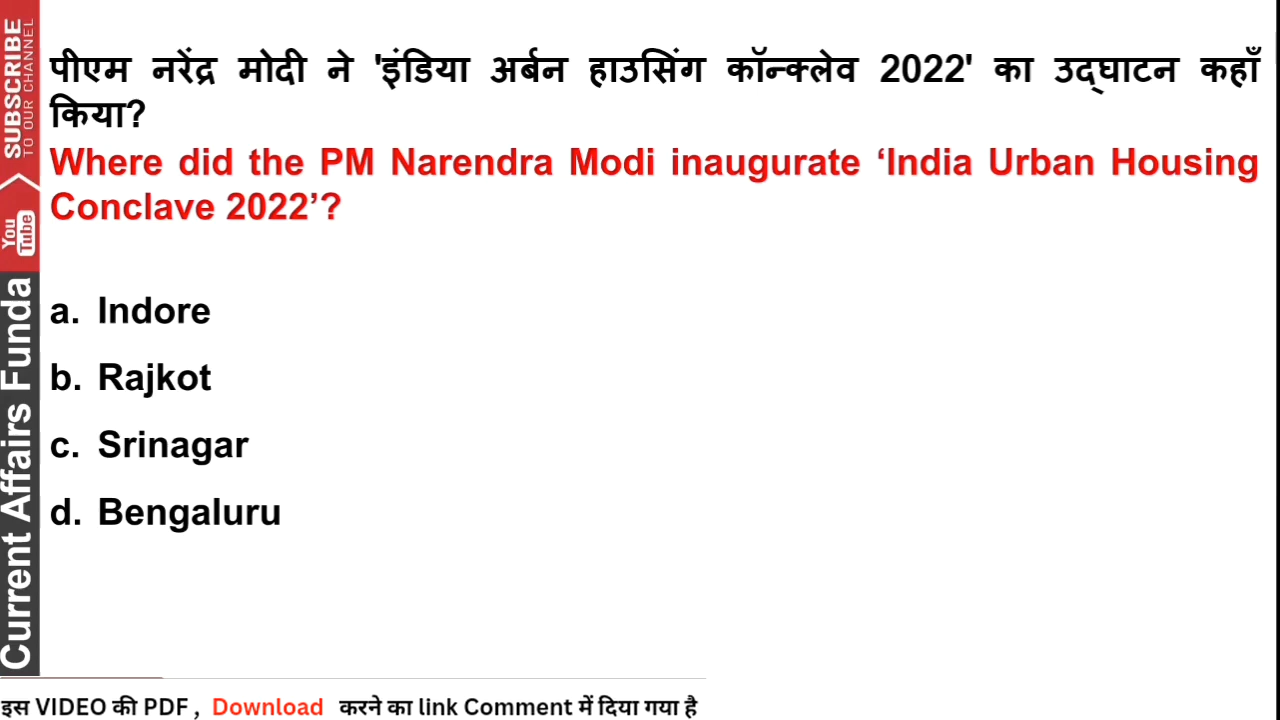 पीएम नरेंद्र मोदी ने 'इंडिया अर्बन हाउसिंग कॉन्क्लेव 2022' का उद्घाटन कहाँ
किया?
Where did the PM Narendra Modi inaugurate ‘India Urban Housing
Conclave 2022’?
a. Indore
b. Rajkot
c. Srinagar
d. Bengaluru
SUBSCRIBE
TO OUR CHANNEL
You
Tube
Current Affairs Funda
इस VIDEO की PDF , Download करने का link Comment में दिया गया है